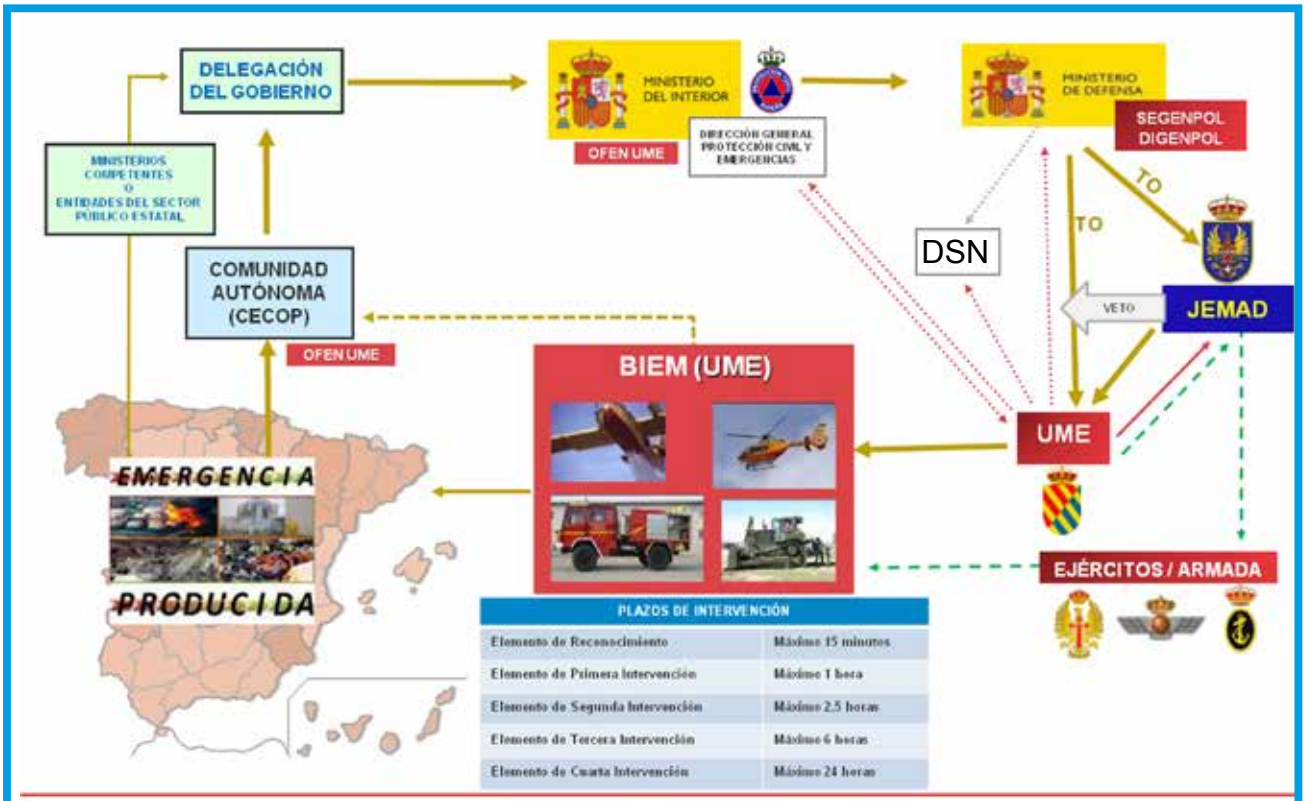 DELEGACIÓN
DEL GOBIERNO
MINISTERIO
DEL INTERIOR
OFEN UME
DIRECCIÓN GENERAL
PROTECCIÓN CIVIL Y
EMERGENCIAS
MINISTERIO
DE DEFENSA
SEGENPOL
DIGENPOL
MINISTERIOS
COMPETENTES
O
ENTIDADES DEL SECTOR
PÚBLICO ESTATAL
COMUNIDAD
AUTÓNOMA
(CECOP)
OFEN UME
DSN
TO
TO
VETO
JEMAD
BIEM (UME)
UME
EJÉRCITOS / ARMADA
EMERGENCIA
PRODUCIDA
PLAZOS DE INTERVENCIÓN
Elemento de Reconocimiento Máximo 15 minutos
Elemento de Primera Intervención Máximo 1 hora
Elemento de Segunda Intervención Máximo 2.5 horas
Elemento de Tercera Intervención Máximo 6 horas
Elemento de Cuarta Intervención Máximo 24 horas